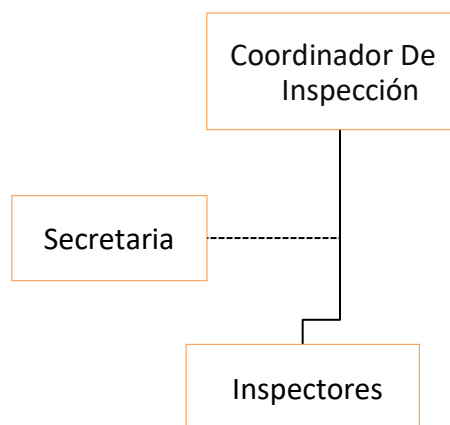 Coordinador De
Inspección
Secretaria
Inspectores